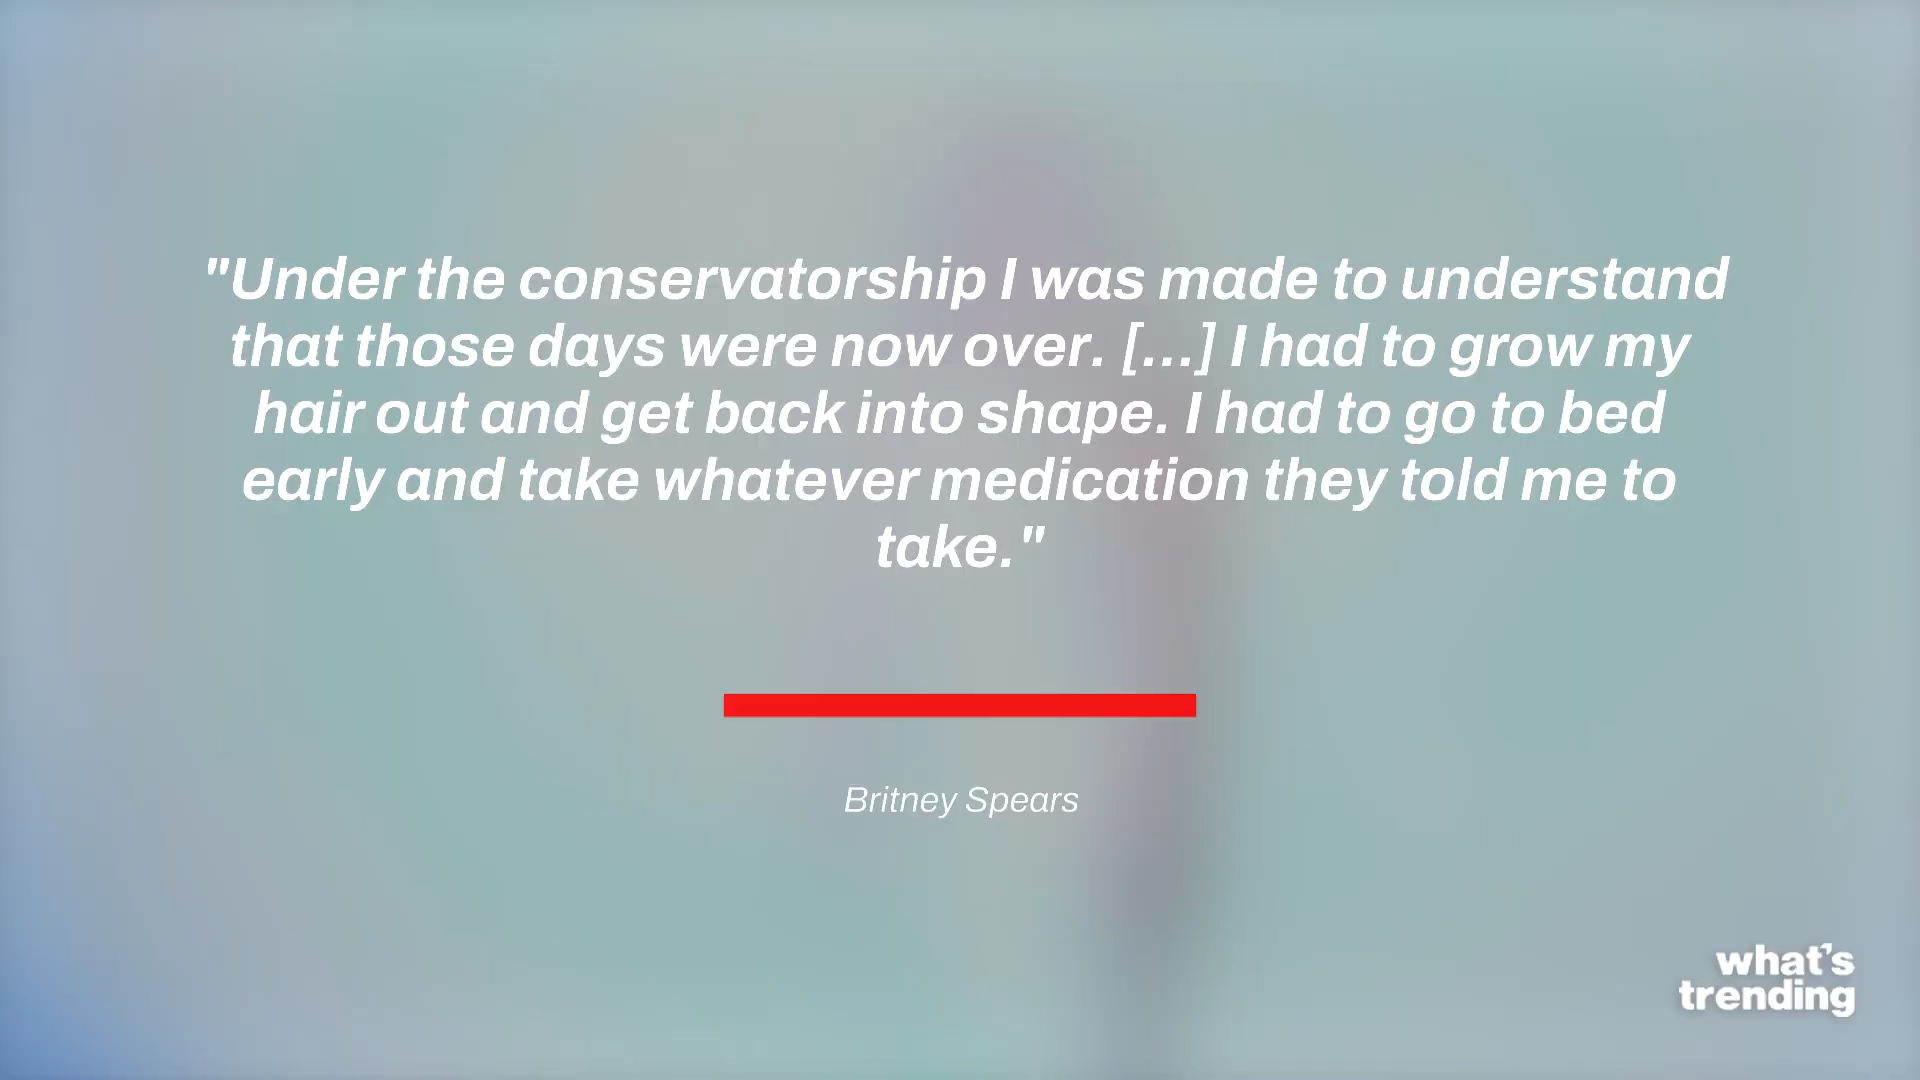 "Under the conservatorship I was made to understand
that those days were now over. [...] I had to grow my
hair out and get back into shape. I had to go to bed
early and take whatever medication they told me to
take."
Britney Spears
what's
trending